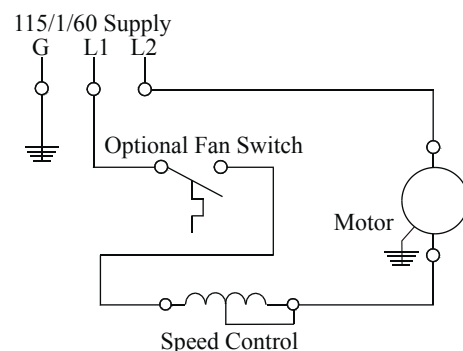 115/1/60 Supply
G L1 L2
Optional Fan Switch
Motor
Speed Control